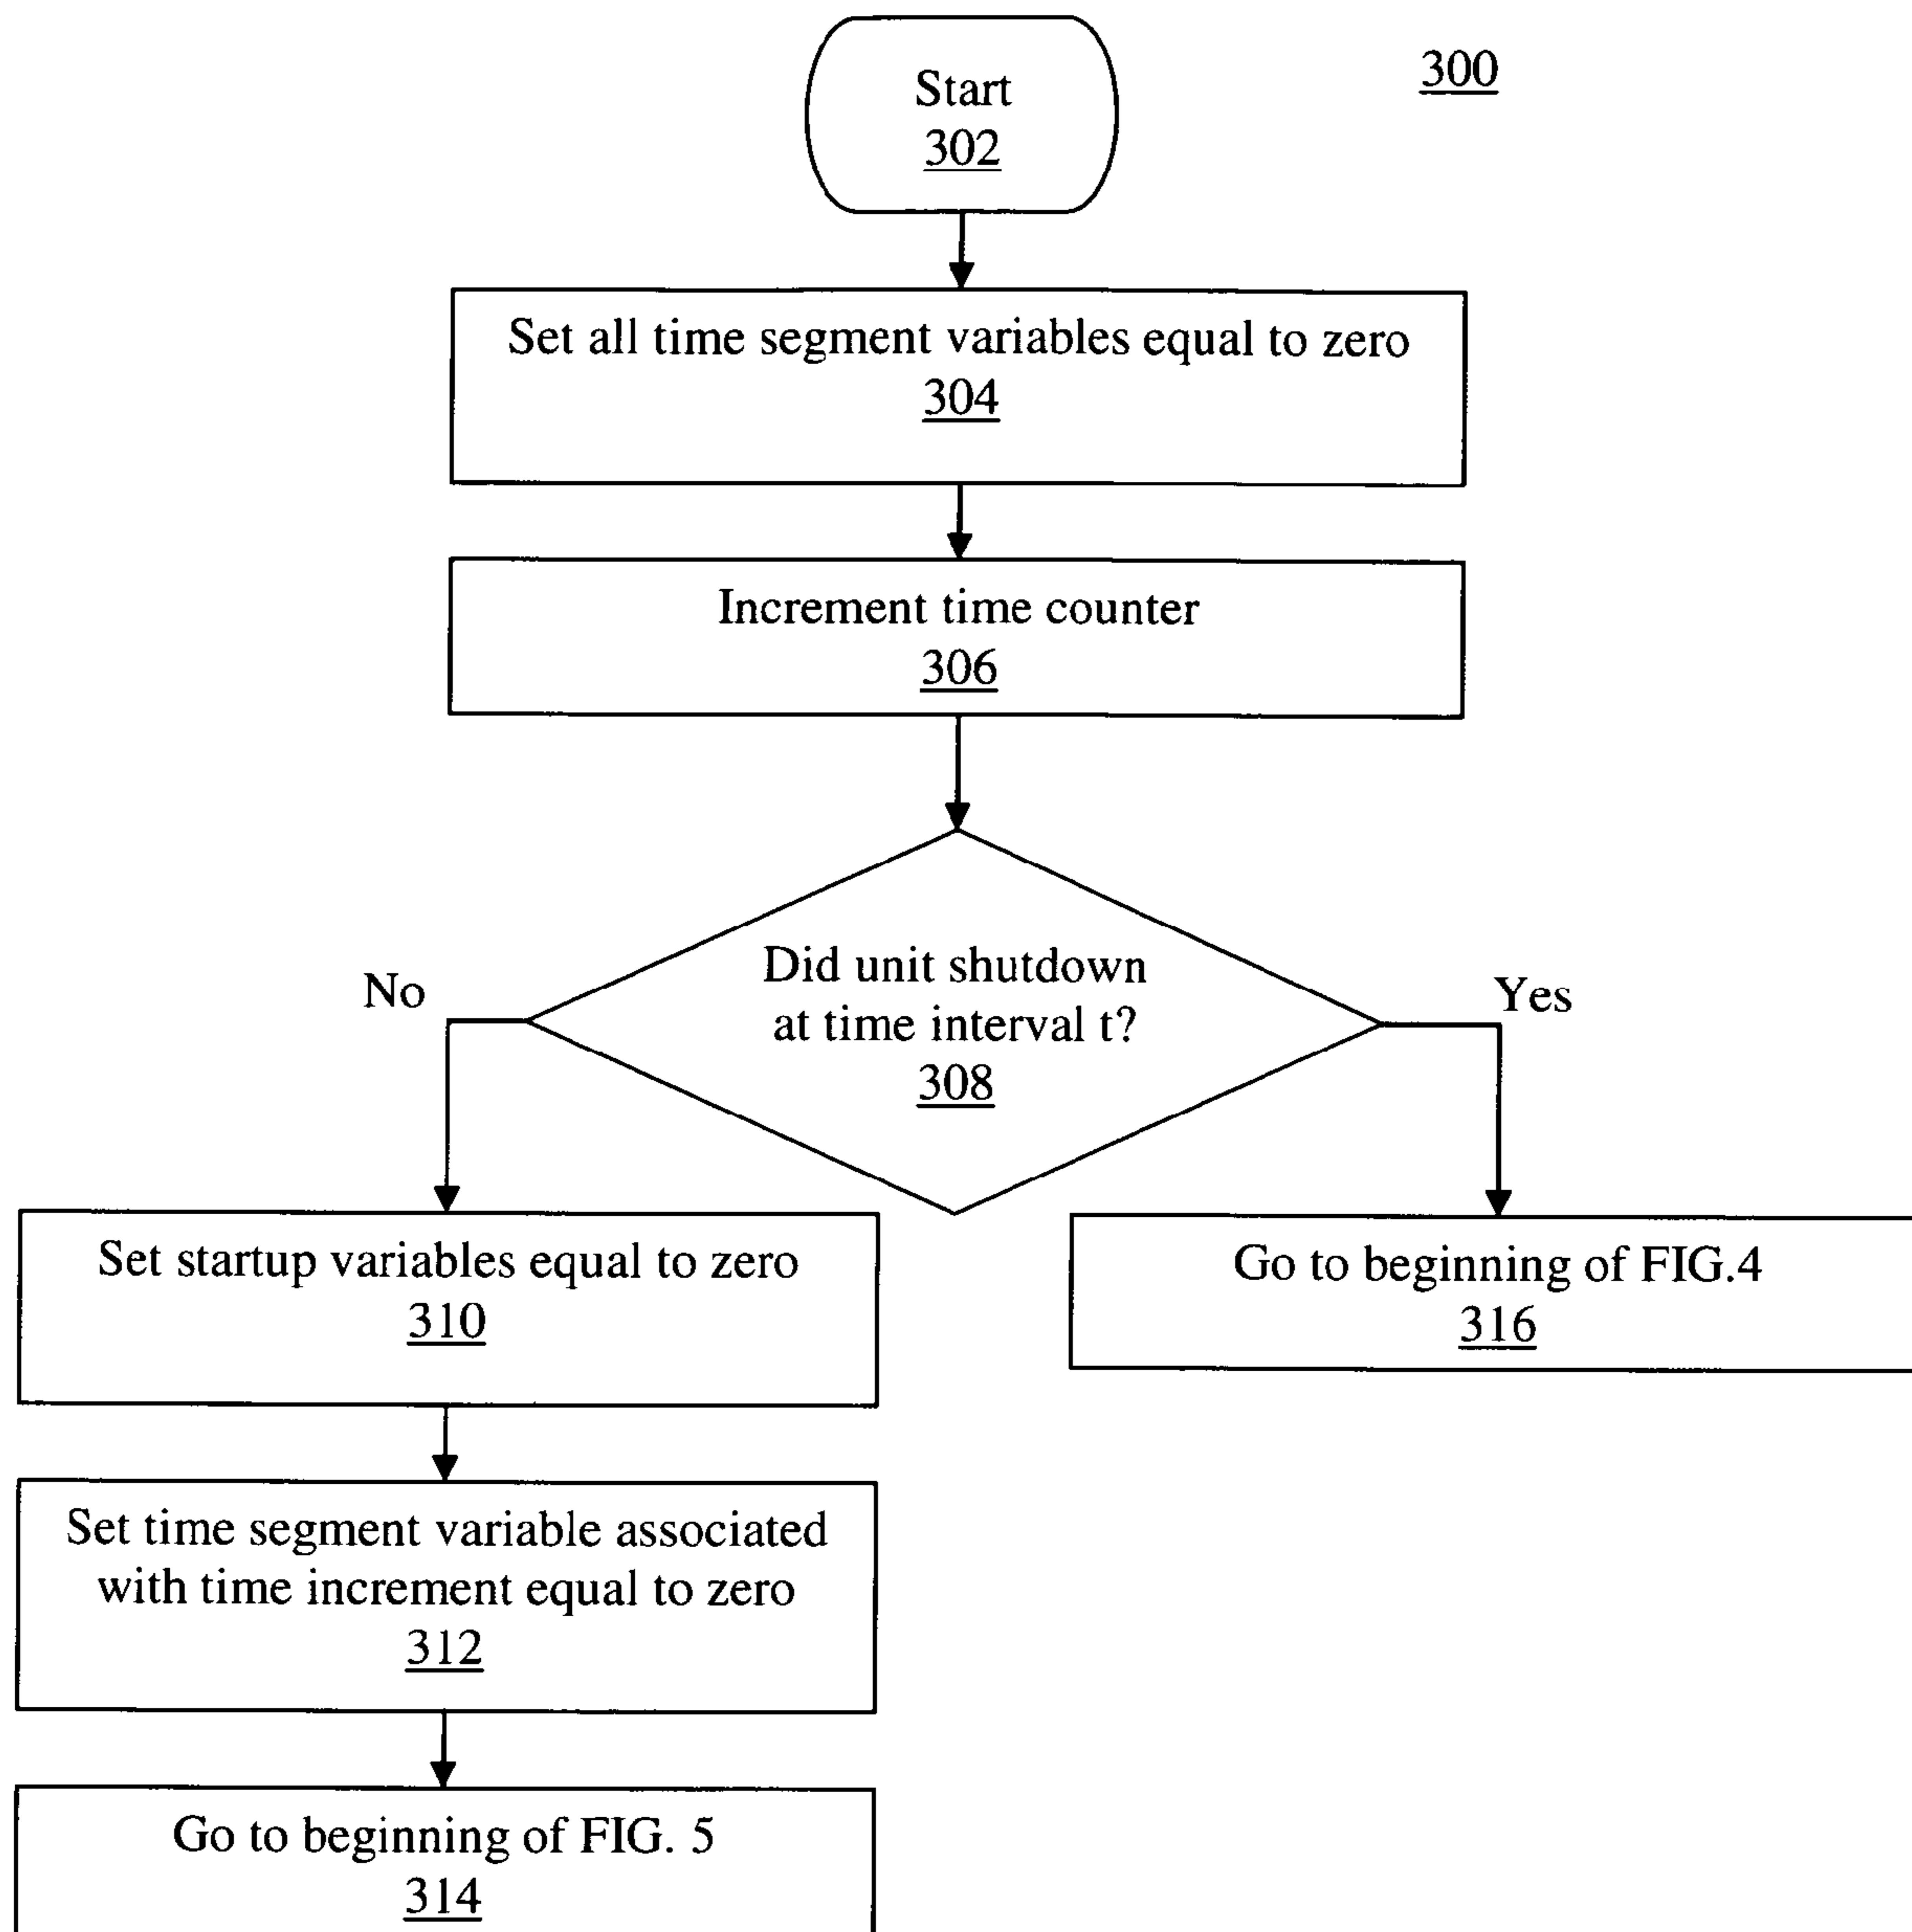 300
Start
302
Set all time segment variables equal to zero
304
Increment time counter
306
Did unit shutdown
at time interval t?
308
No
Yes
Set startup variables equal to zero
310
Go to beginning of FIG.4
316
Set time segment variable associated
with time increment equal to zero
312
Go to beginning of FIG. 5
314